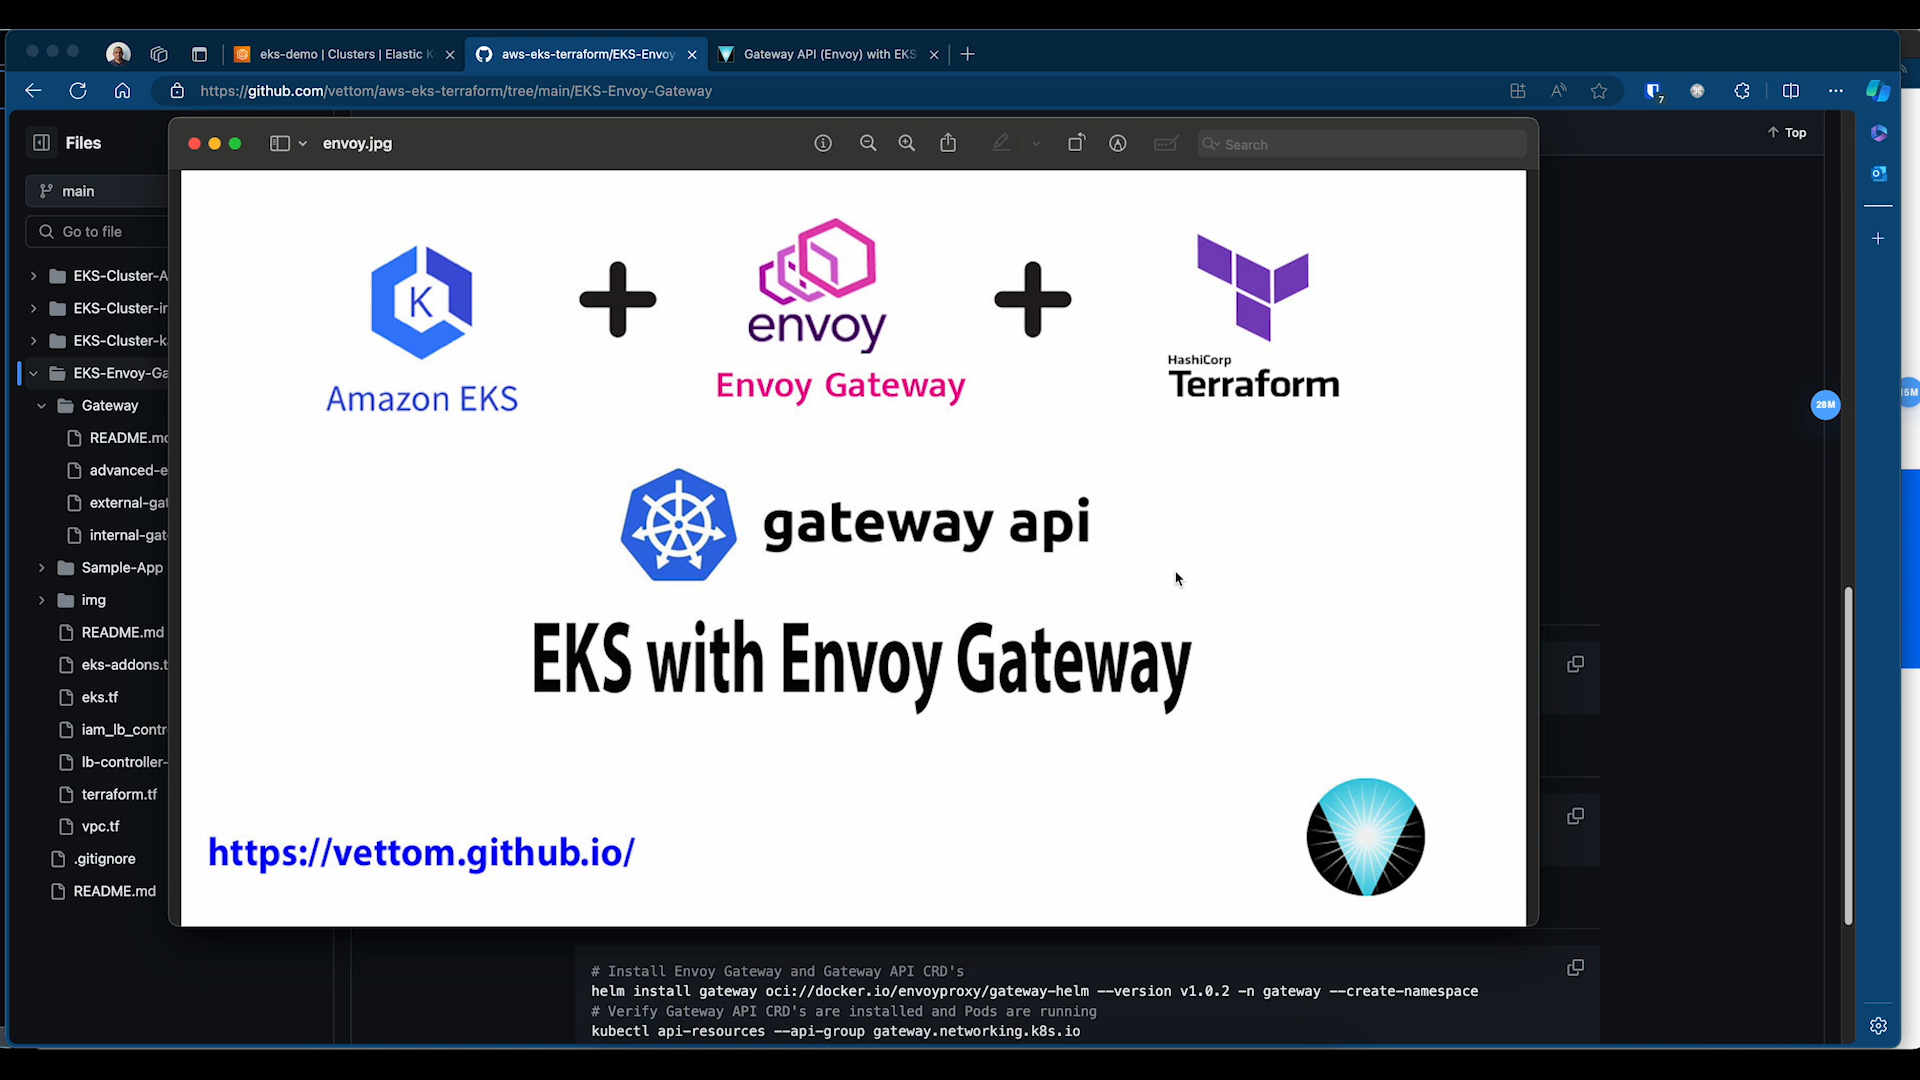 eks-demo | Clusters | Elastic K
aws-eks-terraform/EKS-Envoy
Gateway API (Envoy) with EKS
https://github.com/vettom/aws-eks-terraform/tree/main/EKS-Envoy-Gateway
7
Files
envoy.jpg
Search
Top
main
Go to file
EKS-Cluster-A
EKS-Cluster-in
EKS-Cluster-k
EKS-Envoy-Ga
Gateway
README.md
advanced-e
external-gat
internal-gat
Sample-App
img
README.md
eks-addons.t
eks.tf
iam_lb_contr
lb-controller-
terraform.tf
vpc.tf
.gitignore
README.md
K
envoy
HashiCorp
Terraform
Amazon EKS
Envoy Gateway
28M
15M
gateway api
EKS with Envoy Gateway
https://vettom.github.io/
# Install Envoy Gateway and Gateway API CRD's
helm install gateway oci://docker.io/envoyproxy/gateway-helm --version v1.0.2 -n gateway --create-namespace
# Verify Gateway API CRD's are installed and Pods are running
kubectl api-resources --api-group gateway.networking.k8s.io